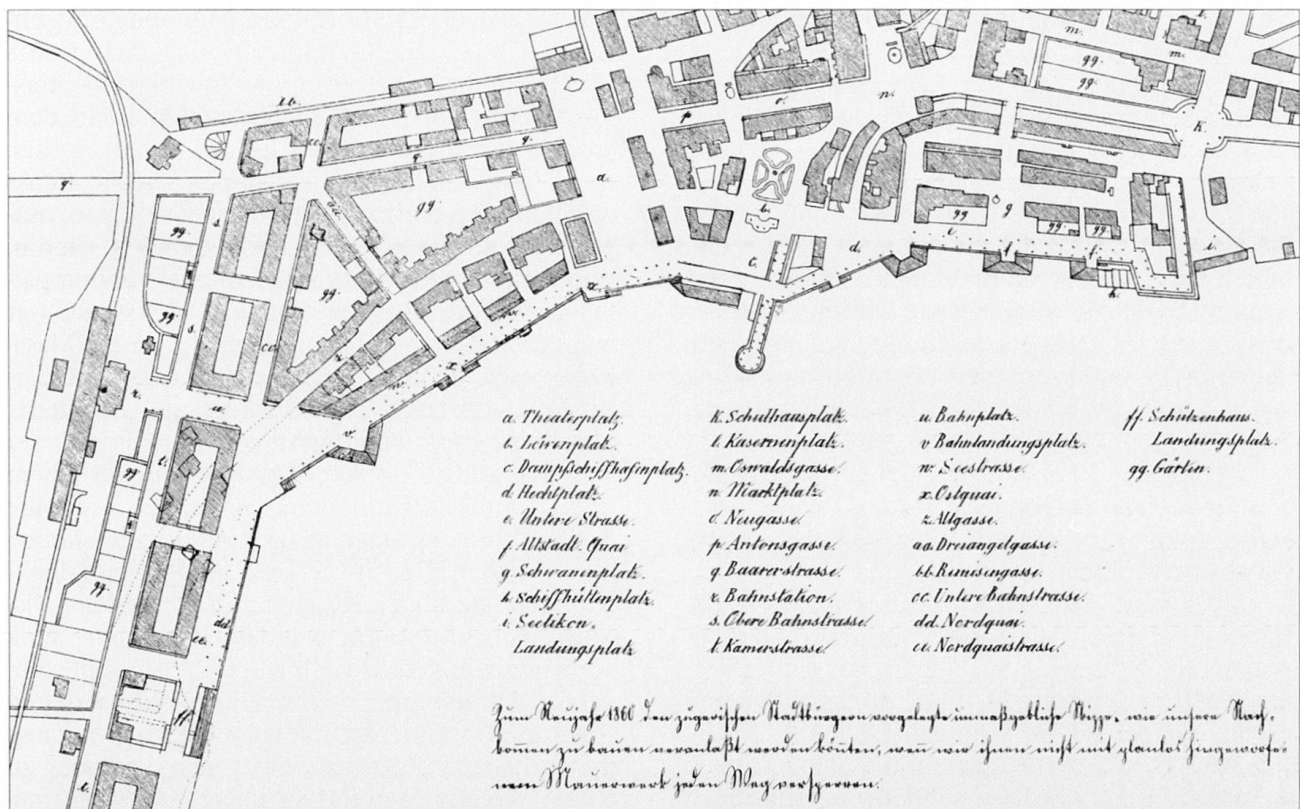 a. Theaterplatz.
b. Lörenplatz.
c. Dampfschiffhafenplatz.
d. Hechtplatz.
e. Untere Strasse.
f. Altstadt. Quai
g. Schwanenplatz.
h. Schiffhüttenplatz.
i. Seelikon.
Landungsplatz
k. Schulhausplatz.
l. Kasernenplatz.
m. Oswaldsgasse.
n. Marktplatz.
o. Neugasse.
p. Antonsgasse.
q. Baarerstrasse.
r. Bahnstation.
s. Obere Bahnstrasse.
t. Kamerstrasse.
u. Bahnplatz.
v. Bahnlandungsplatz.
w. Seestrasse.
x. Ostquai.
z. Altgasse.
aa. Dreiangelgasse.
bb. Remisengasse.
cc. Untere Bahnstrasse.
dd. Nordquai.
ee. Nordquaistrasse.
ff. Schützenhaus.
Landungsplatz.
gg. Gärten.
Zum Neujahr 1860 den zugerischen Stadtbürgern vorgelegte unmaßgebliche Skizze, wie unsere Nach-
kommen zu bauen veranlaßt werden könnten, wenn wir ihnen nicht mit planlos hingeworfe-
nem Mauerwerk jeden Weg versperren.